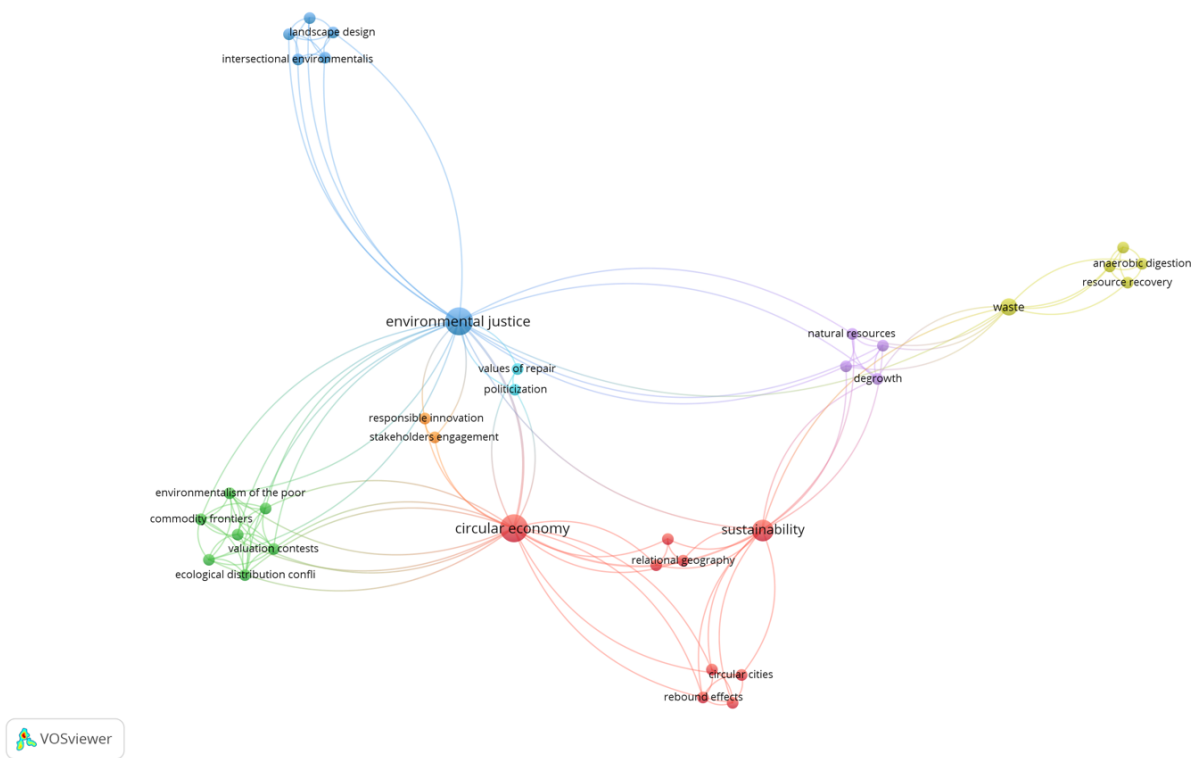 landscape design
intersectional environmentalis
anaerobic digestion
resource recovery
waste
environmental justice
natural resources
values of repair
degrowth
politicization
responsible innovation
stakeholders engagement
environmentalism of the poor
commodity frontiers
circular economy
sustainability
valuation contests
relational geography
ecological distribution confli
circular cities
rebound effects
VOSviewer